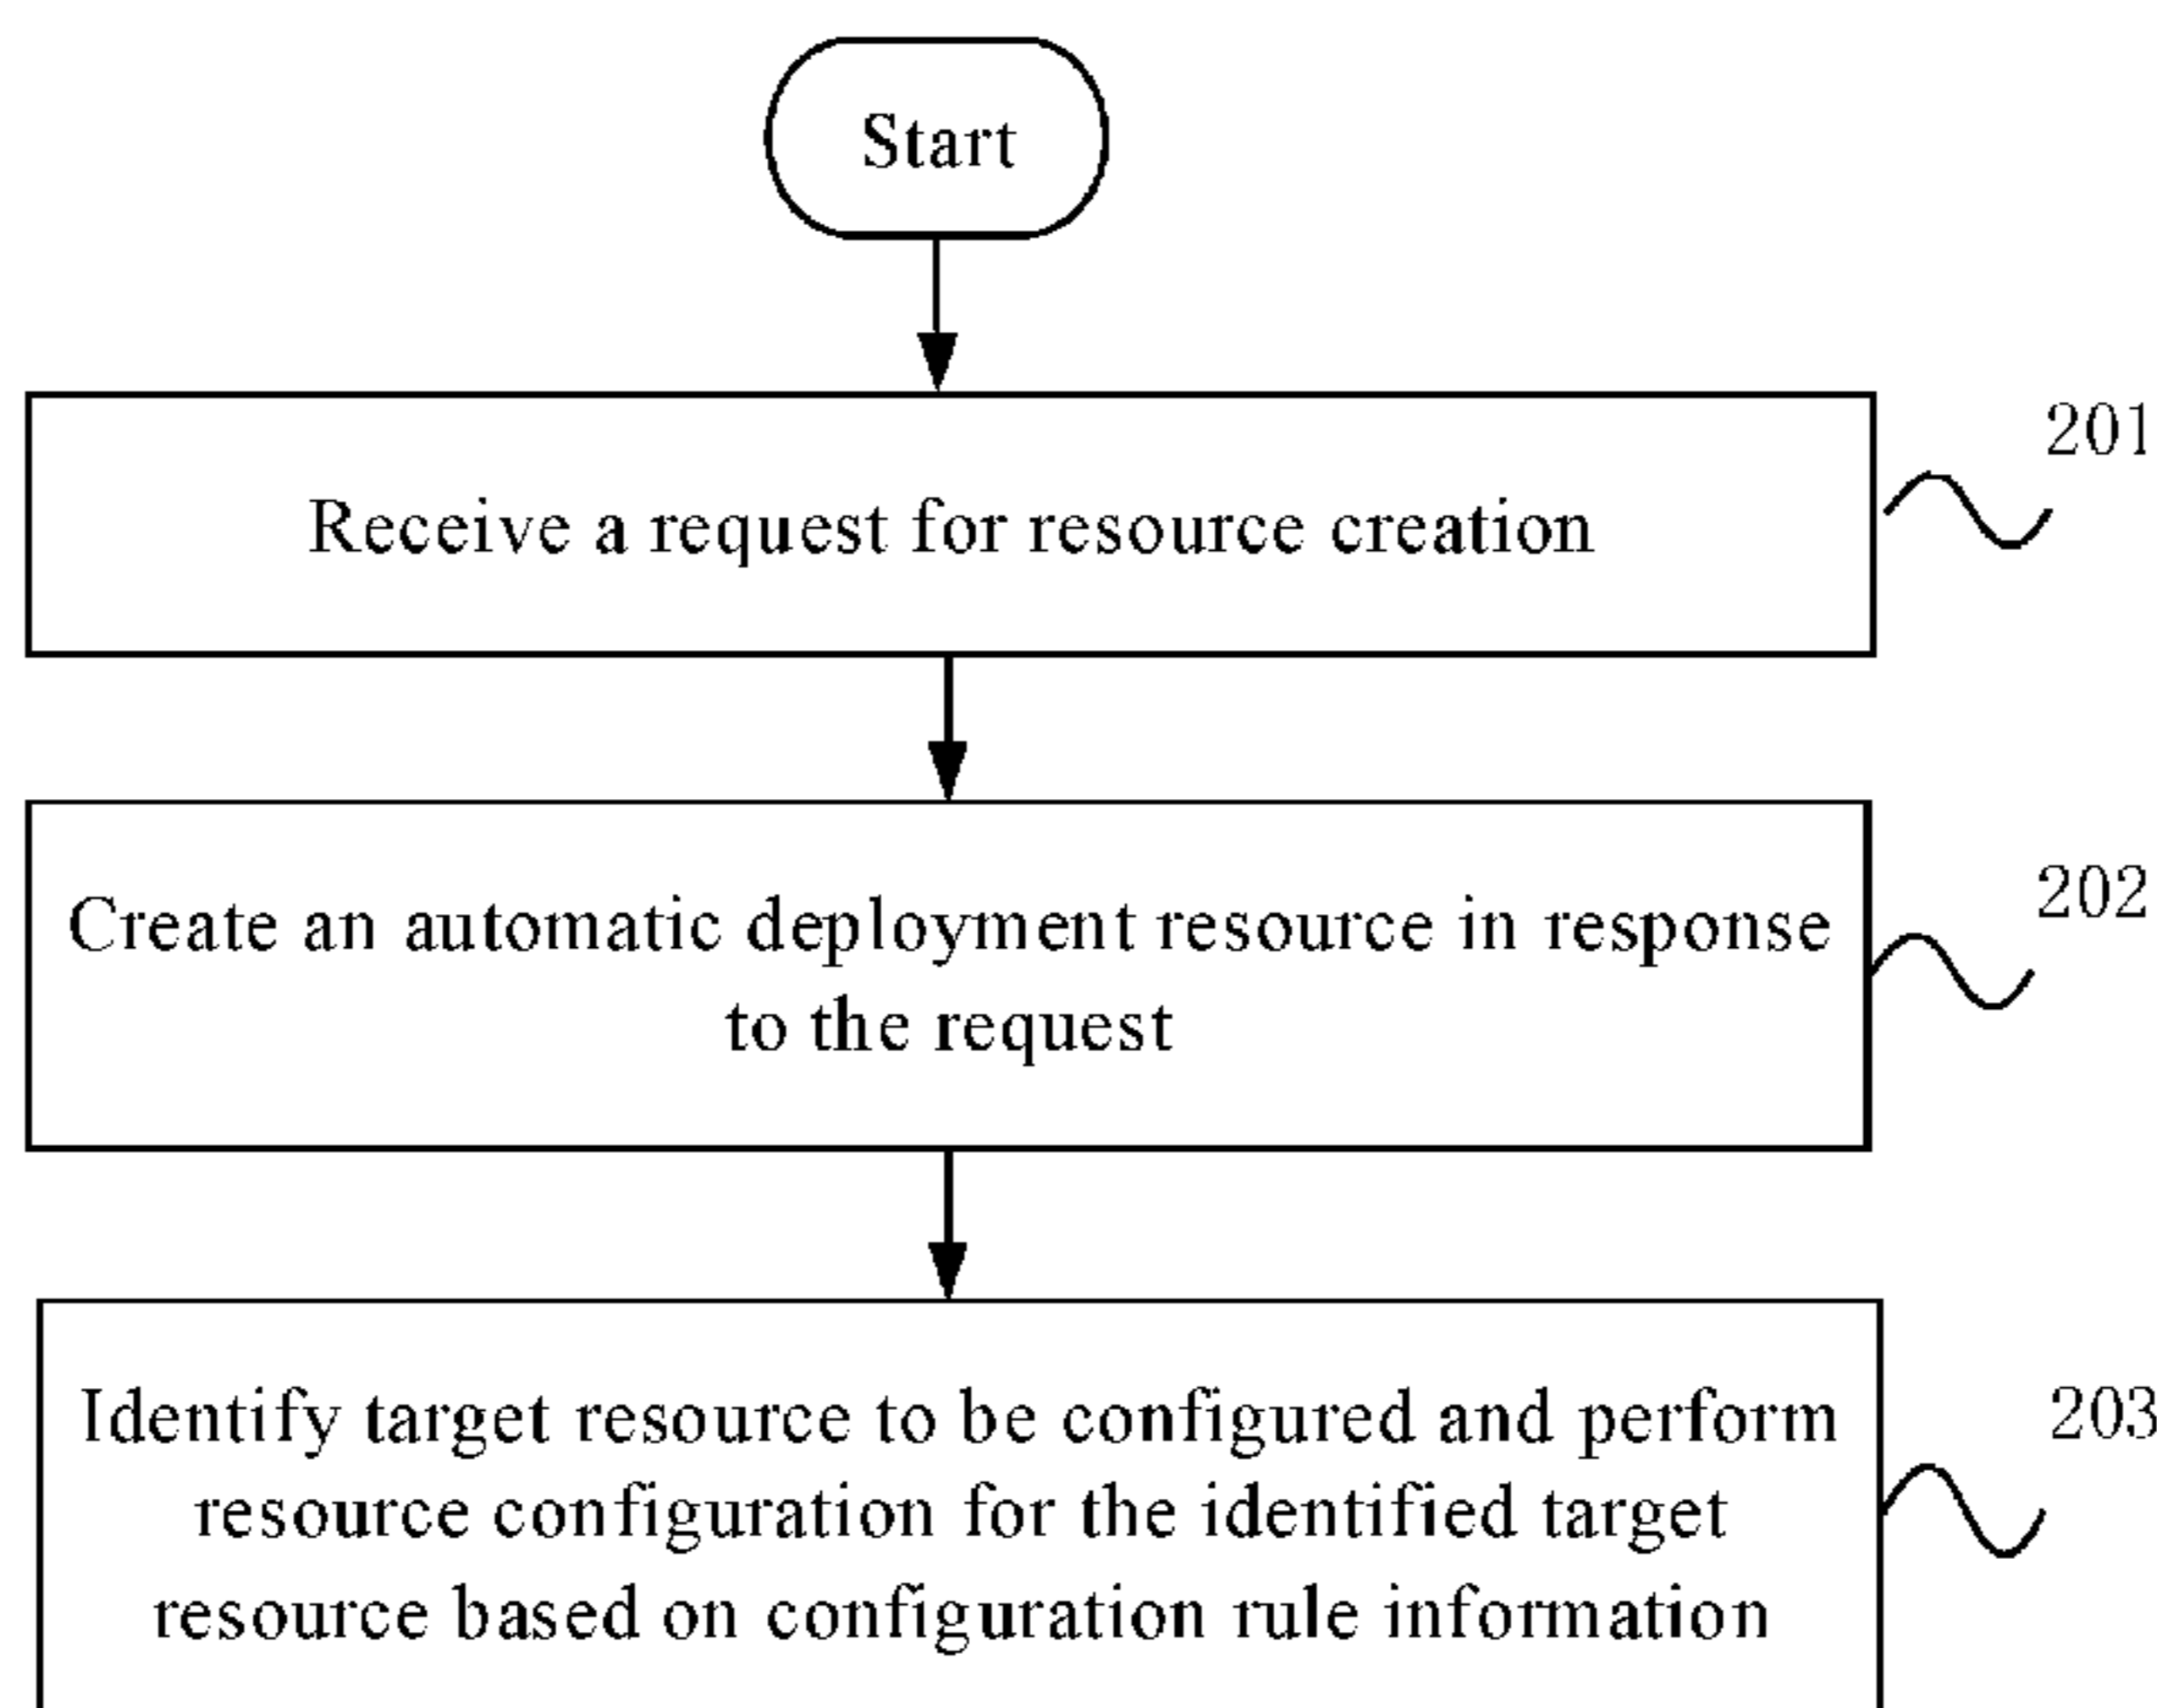 Start
201
Receive a request for resource creation
202
Create an automatic deployment resource in response
to the request
203
Identify target resource to be configured and perform
resource configuration for the identified target
resource based on configuration rule information